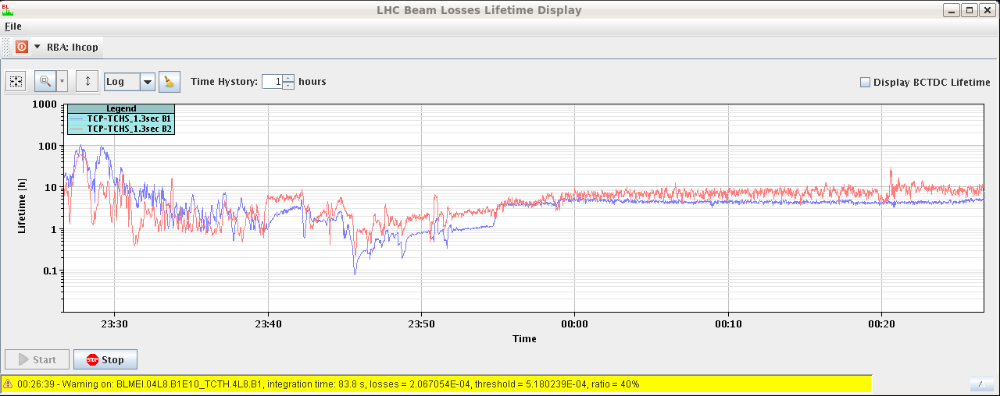 BL
LHC Beam Losses Lifetime Display
File
RBA: lhcop
Log
Time Hystory: 1 hours
Display BCTDC Lifetime
Legend
TCP-TCHS_1.3sec B1
TCP-TCHS_1.3sec B2
1000
100
10
1
0.1
Lifetime [h]
23:30 23:40 23:50 00:00 00:10 00:20
Time
Start
STOP Stop
00:26:39 - Warning on: BLMEI.04L8.B1E10_TCTH.4L8.B1, integration time: 83.8 s, losses = 2.067054E-04, threshold = 5.180239E-04, ratio = 40%